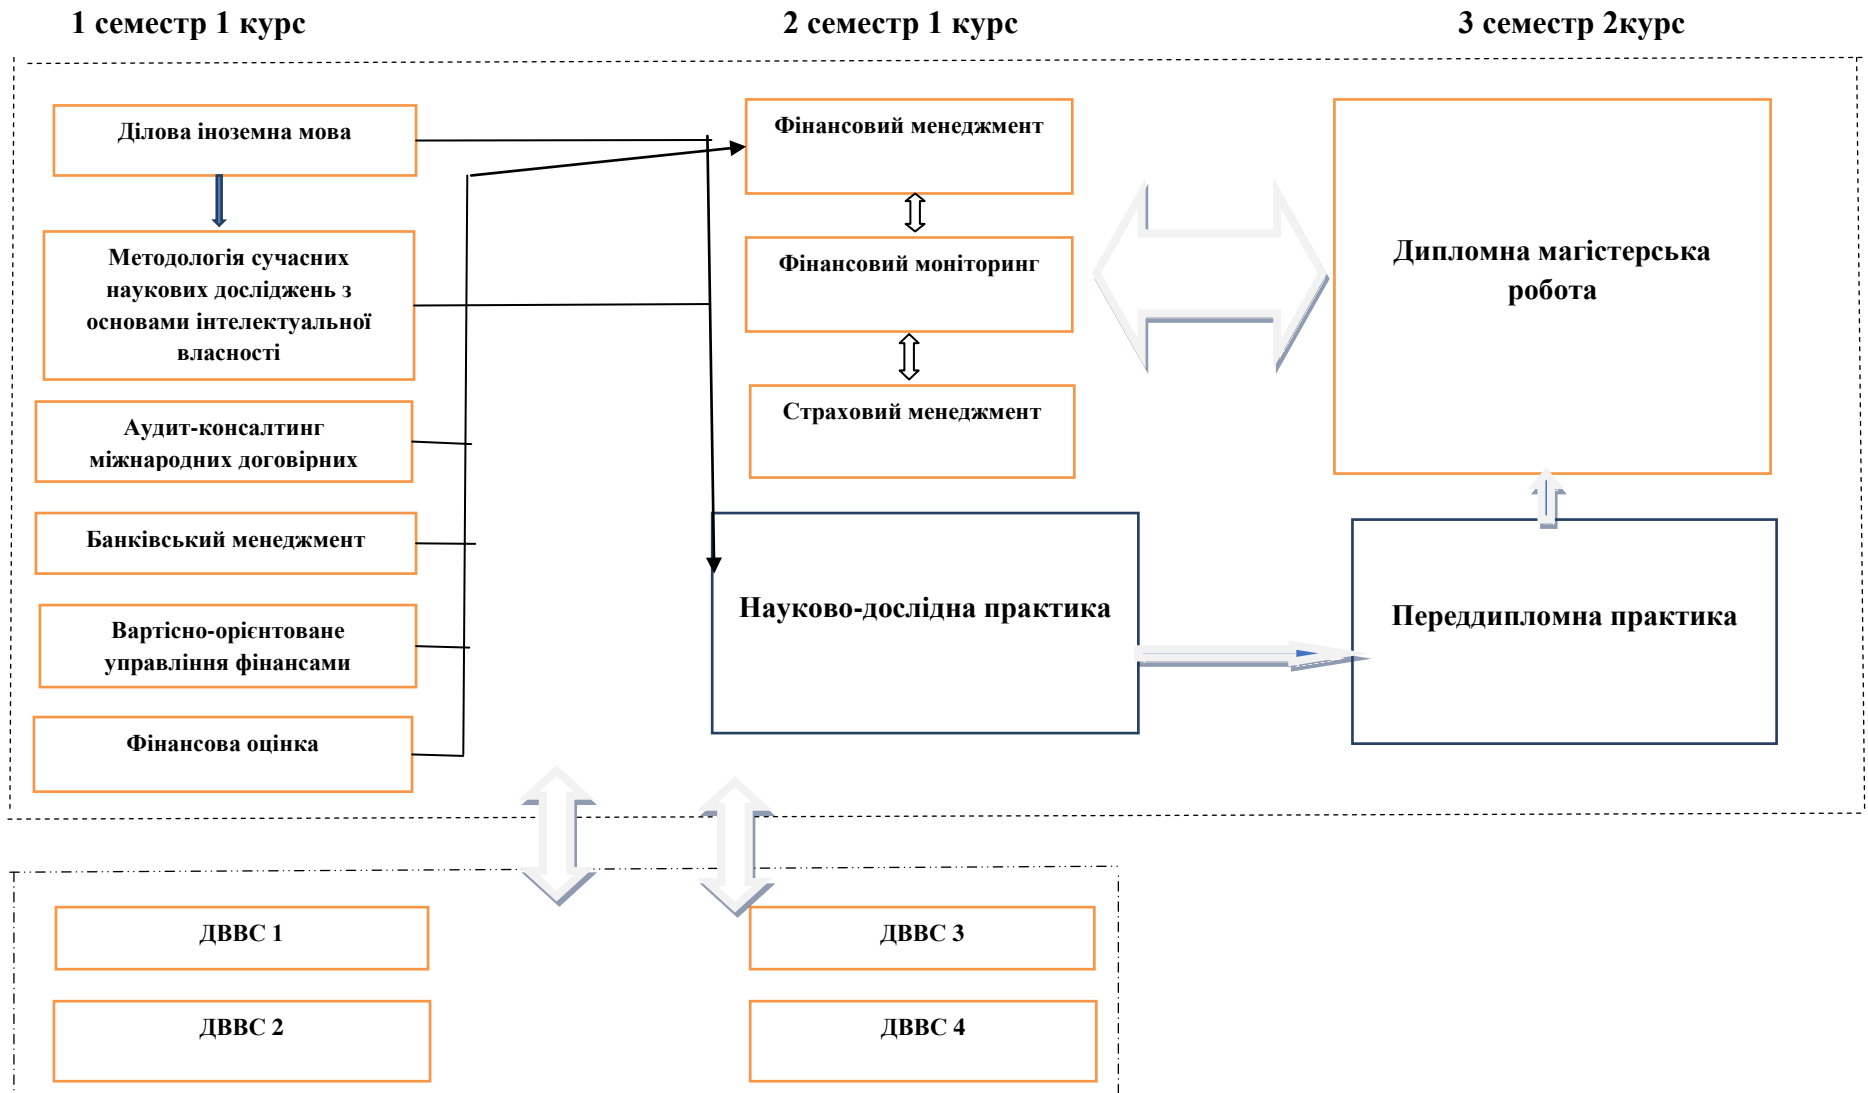 1 семестр 1 курс
2 семестр 1 курс
3 семестр 2курс
Ділова іноземна мова
Методологія сучасних
наукових досліджень з
основами інтелектуальної
власності
Аудит-консалтинг
міжнародних договірних
Банківський менеджмент
Вартісно-орієнтоване
управління фінансами
Фінансова оцінка
Фінансовий менеджмент
Фінансовий моніторинг
Страховий менеджмент
Науково-дослідна практика
Дипломна магістерська
робота
Переддипломна практика
ДВВС 1
ДВВС 2
ДВВС 3
ДВВС 4